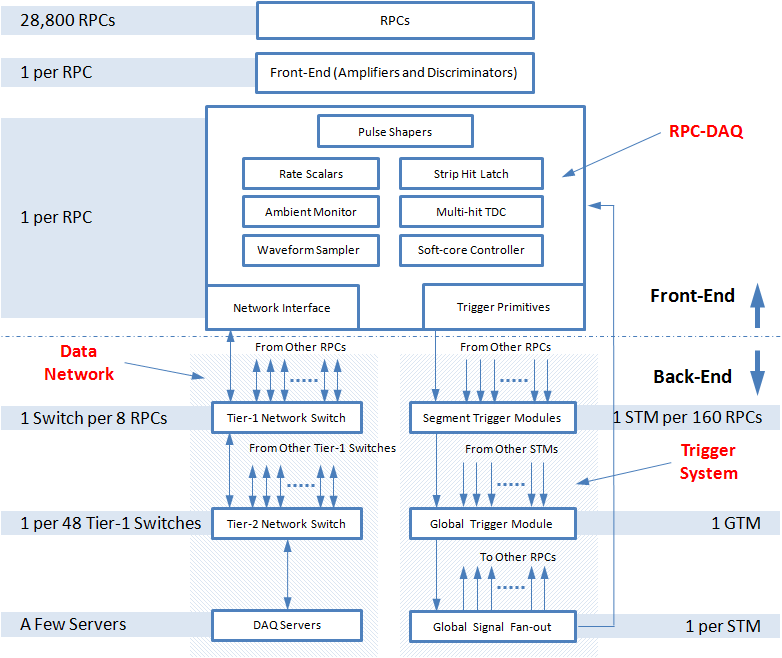 28,800 RPCs
RPCs
1 per RPC
Front-End (Amplifiers and Discriminators)
Pulse Shapers
RPC-DAQ
Rate Scalars
Strip Hit Latch
1 per RPC
Ambient Monitor
Multi-hit TDC
Waveform Sampler
Soft-core Controller
Network Interface
Trigger Primitives
Front-End
Data
Network
From Other RPCs
From Other RPCs
Back-End
1 Switch per 8 RPCs
Tier-1 Network Switch
Segment Trigger Modules
1 STM per 160 RPCs
From Other Tier-1 Switches
From Other STMs
Trigger
System
1 per 48 Tier-1 Switches
Tier-2 Network Switch
Global Trigger Module
1 GTM
To Other RPCs
A Few Servers
DAQ Servers
Global Signal Fan-out
1 per STM